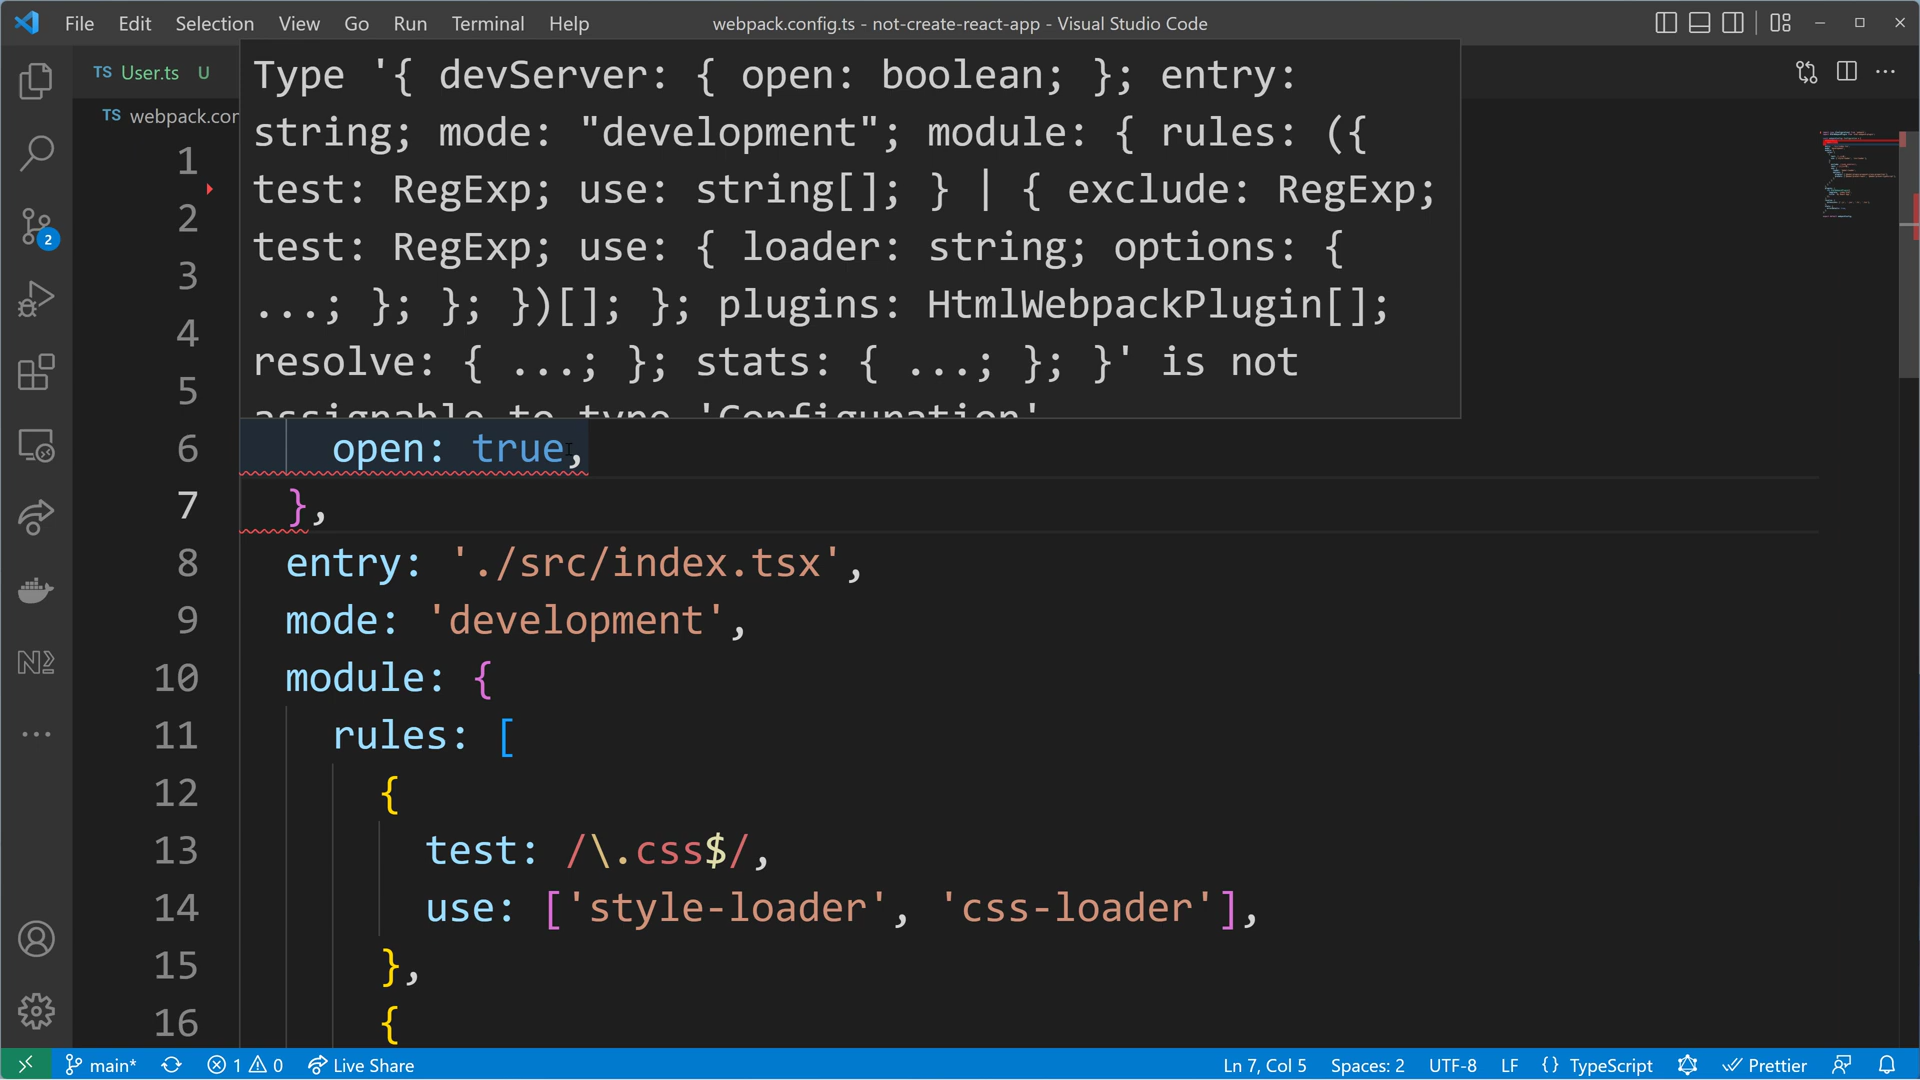 File Edit Selection View Go Run Terminal Help
webpack.config.ts - not-create-react-app - Visual Studio Code
TS User.ts U
TS webpack.cor
Type '{ devServer: { open: boolean; }; entry:
string; mode: "development"; module: { rules: ({
test: RegExp; use: string[]; } | { exclude: RegExp;
test: RegExp; use: { loader: string; options: {
...; }; }; })[]; }; plugins: HtmlWebpackPlugin[];
resolve: { ...; }; stats: { ...; }; }' is not
assignable to type 'Configuration'
1
2
3
4
5
6 open: true,
7 },
8 entry: './src/index.tsx',
9 mode: 'development',
10 module: {
11 rules: [
12 {
13 test: /\.css$/,
14 use: ['style-loader', 'css-loader'],
15 },
16 {
2
main* 1 0 Live Share
Ln 7, Col 5 Spaces: 2 UTF-8 LF {} TypeScript Prettier